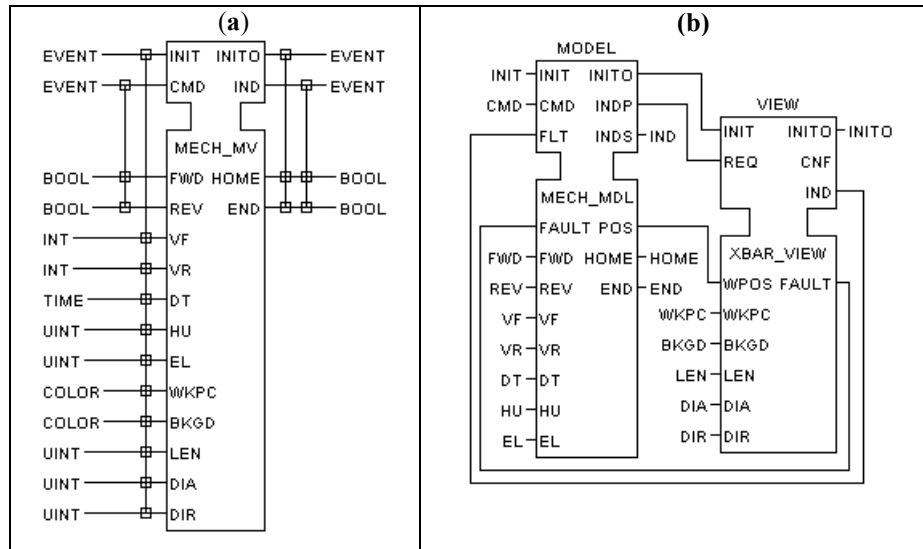 (a)
EVENT INIT INITO EVENT
EVENT CMD IND EVENT
MECH_MV
BOOL FWD HOME BOOL
BOOL REV END BOOL
INT VF
INT VR
TIME DT
UINT HU
UINT EL
COLOR WKPC
COLOR BKGD
UINT LEN
UINT DIA
UINT DIR
(b)
MODEL
INIT INIT INITO
CMD CMD INDP
FLT INDS IND
MECH_MDL
FAULT POS
FWD FWD HOME HOME
REV REV END END
VF VF
VR VR
DT DT
HU HU
EL EL
VIEW
INIT INITO INITO
REQ CNF
IND
XBAR_VIEW
WPOS FAULT
WKPC WKPC
BKGD BKGD
LEN LEN
DIA DIA
DIR DIR